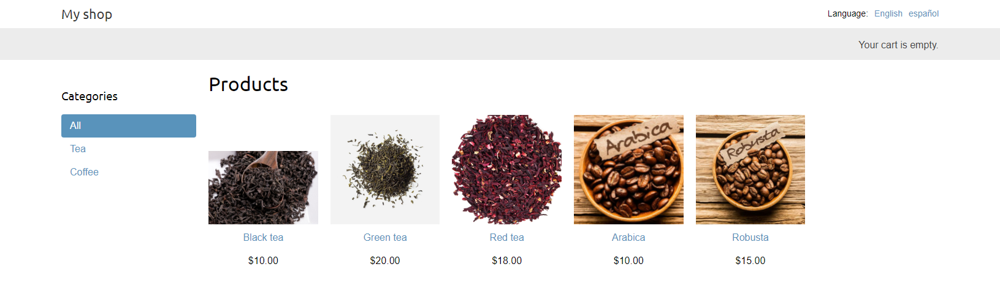 My shop
Language: English español
Your cart is empty.
Products
Categories
All
Tea
Coffee
Arabica
Robusta
Black tea
Green tea
Red tea
Arabica
Robusta
$10.00
$20.00
$18.00
$10.00
$15.00